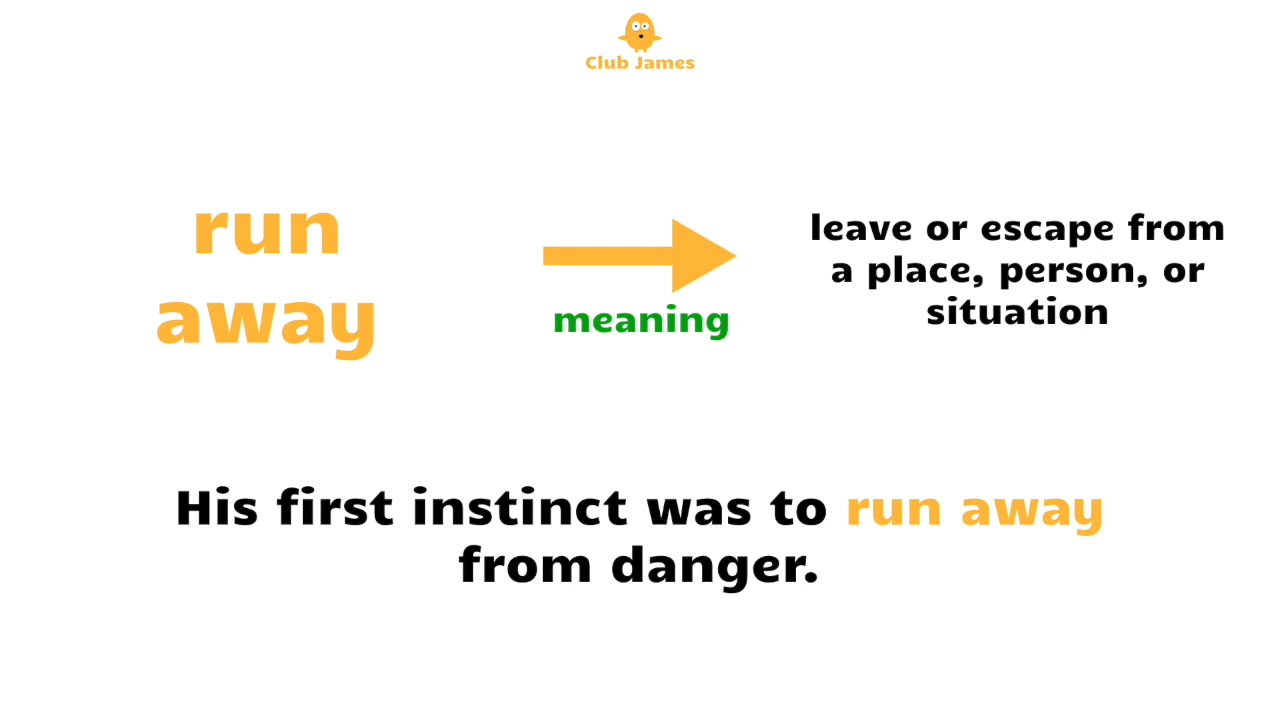 Club James
run
away
meaning
leave or escape from
a place, person, or
situation
His first instinct was to run away
from danger.